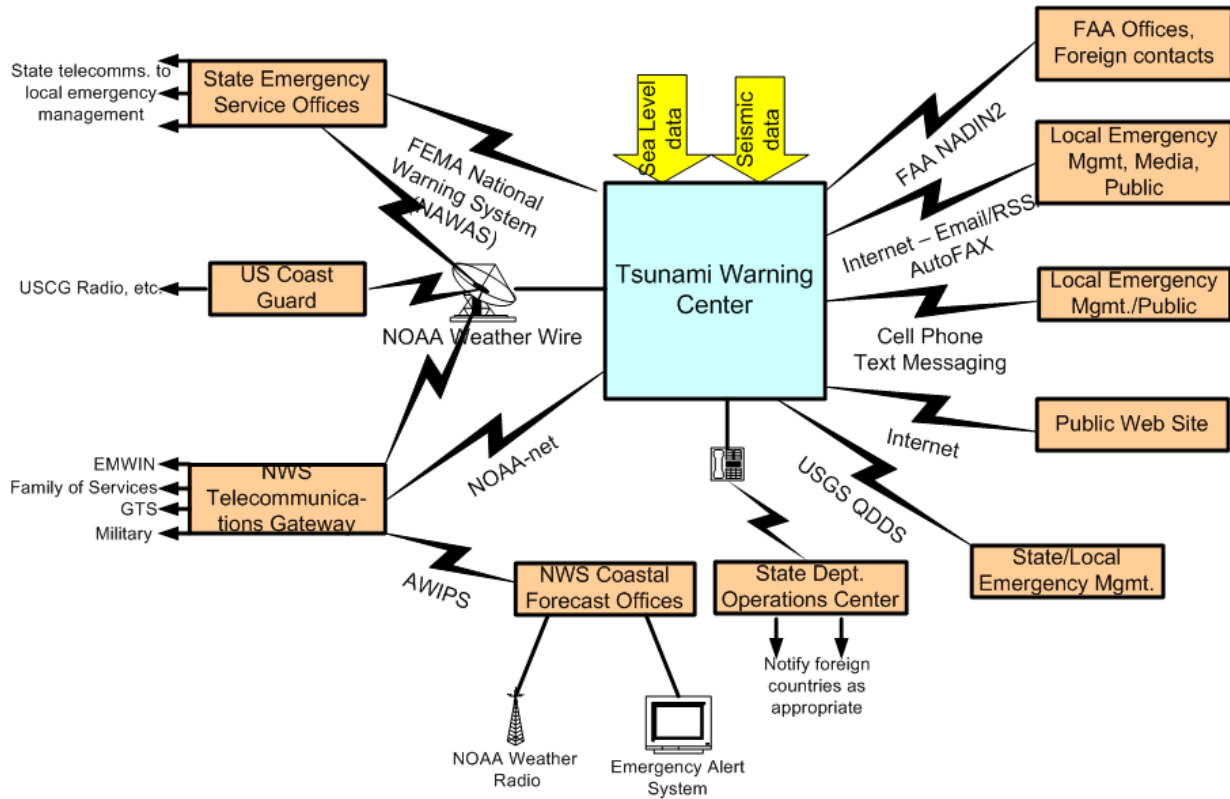 State telecomms. to
local emergency
management
State Emergency
Service Offices
FEMA National
Warning System
(NAWAS)
Sea Level
data
Seismic
data
FAA NADIN2
FAA Offices,
Foreign contacts
Local Emergency
Mgmt, Media,
Public
Internet – Email/RSS/
AutoFAX
USCG Radio, etc.
US Coast
Guard
NOAA Weather Wire
Tsunami Warning
Center
Local Emergency
Mgmt./Public
Cell Phone
Text Messaging
Public Web Site
Internet
NOAA-net
USGS QDDS
EMWIN
Family of Services
GTS
Military
NWS
Telecommunica-
tions Gateway
AWIPS
NWS Coastal
Forecast Offices
State Dept.
Operations Center
State/Local
Emergency Mgmt.
Notify foreign
countries as
appropriate
NOAA Weather
Radio
Emergency Alert
System